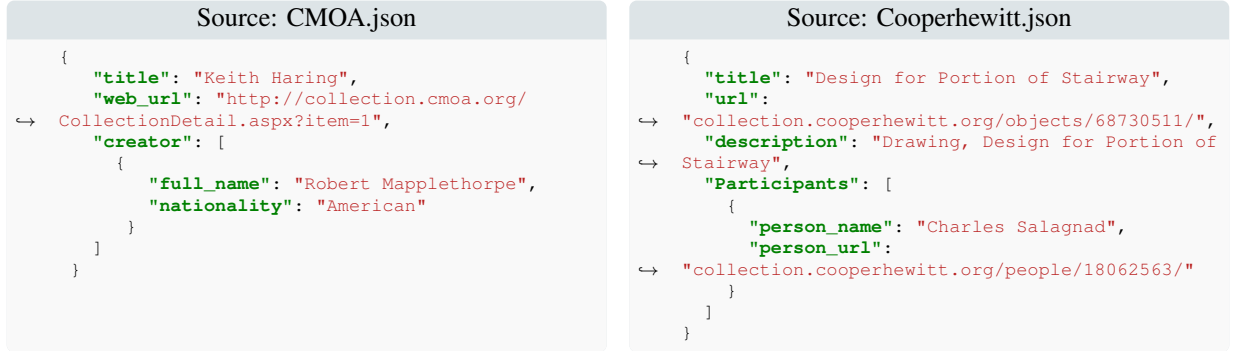 Source: CMOA.json
{
"title": "Keith Haring",
"web_url": "http://collection.cmoa.org/
↪ CollectionDetail.aspx?item=1",
"creator": [
{
"full_name": "Robert Mapplethorpe",
"nationality": "American"
}
]
}
Source: Cooperhewitt.json
{
"title": "Design for Portion of Stairway",
"url":
↪ "collection.cooperhewitt.org/objects/68730511/",
"description": "Drawing, Design for Portion of
↪ Stairway",
"Participants": [
{
"person_name": "Charles Salagnad",
"person_url":
↪ "collection.cooperhewitt.org/people/18062563/"
}
]
}